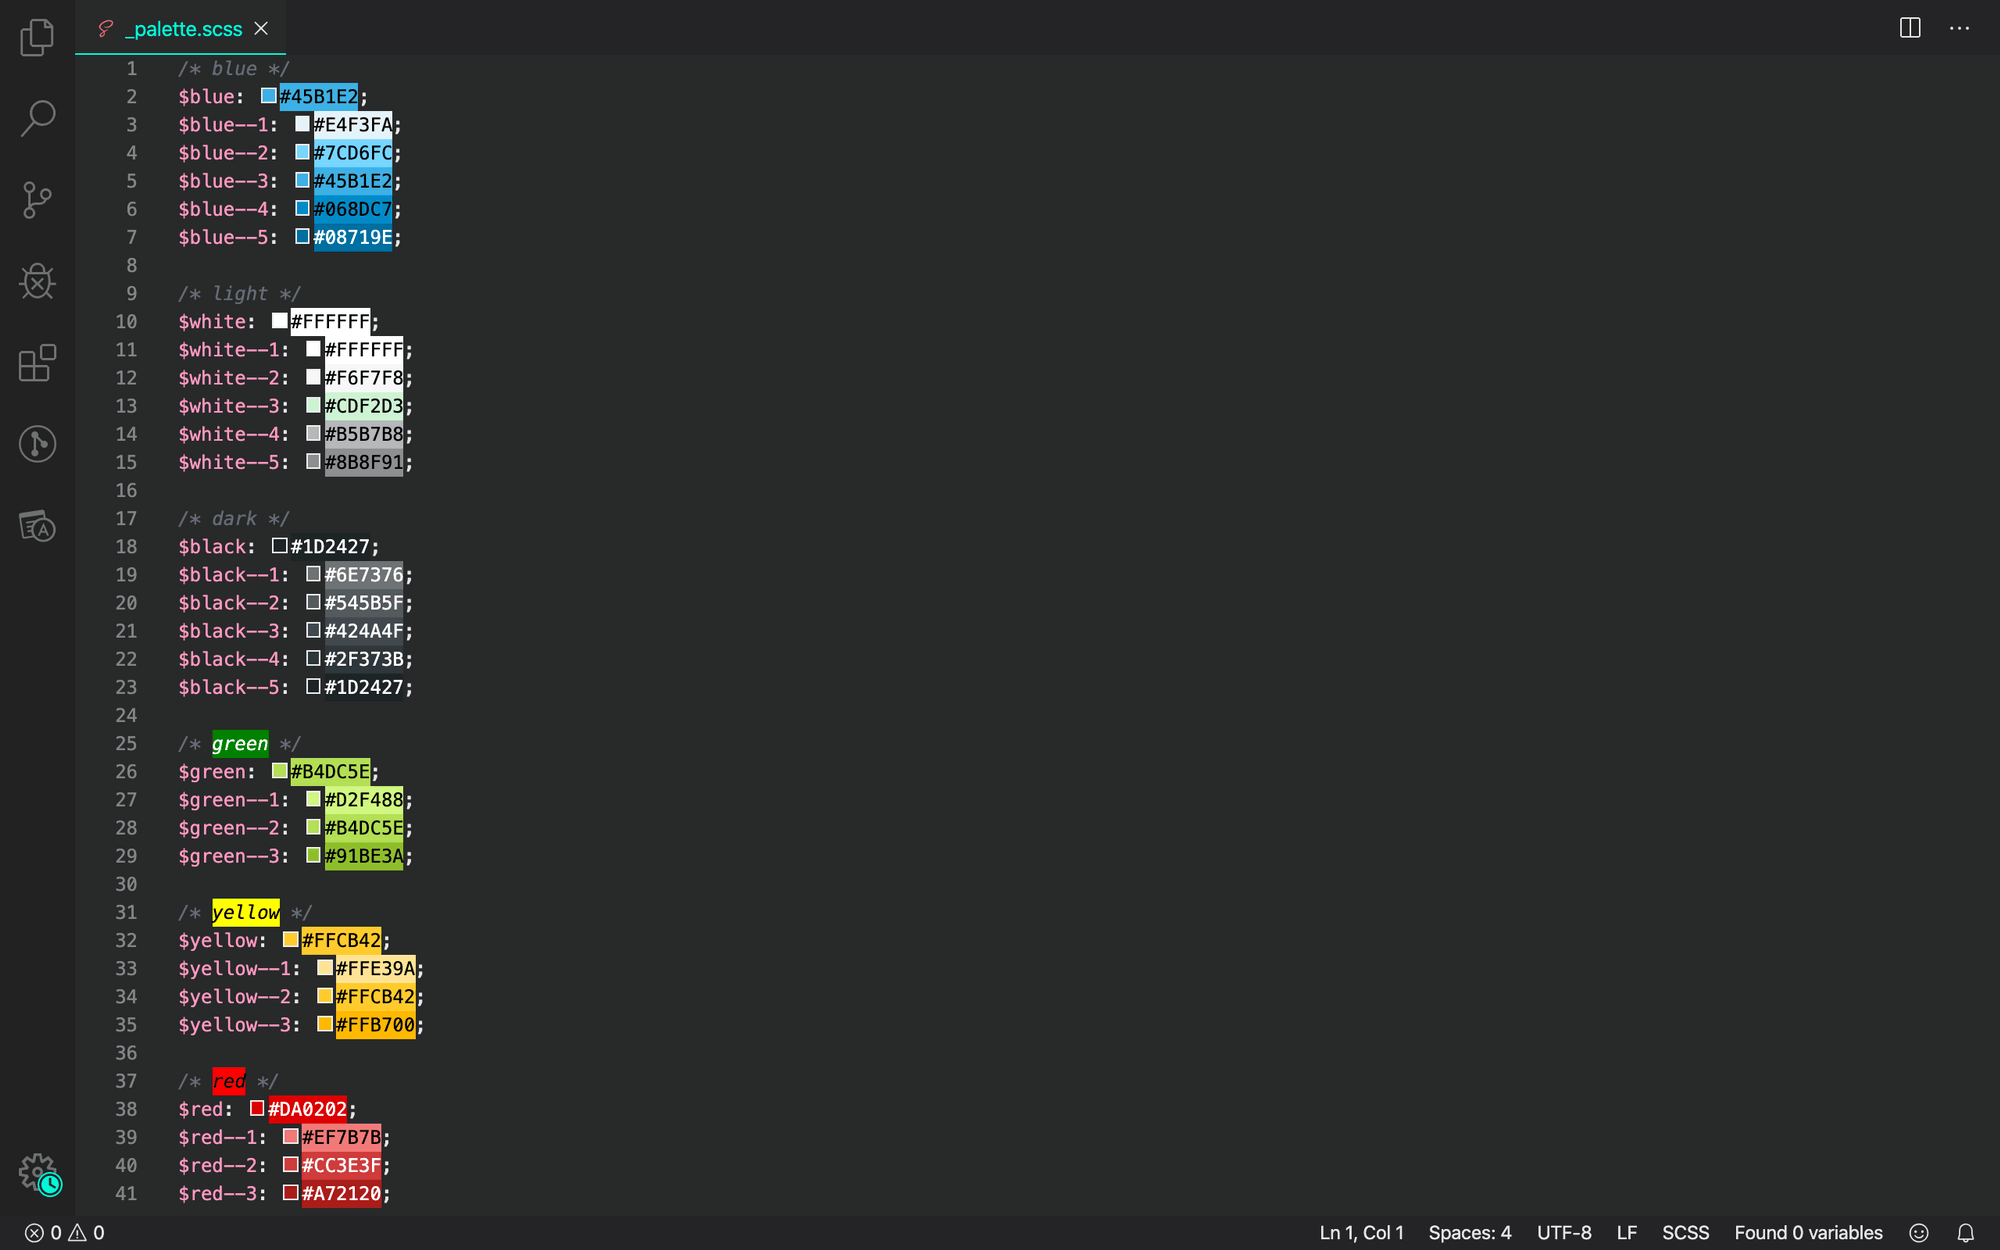 _palette.scss
1 /* blue */
2 $blue: #45B1E2;
3 $blue--1: #E4F3FA;
4 $blue--2: #7CD6FC;
5 $blue--3: #45B1E2;
6 $blue--4: #068DC7;
7 $blue--5: #08719E;
8
9 /* light */
10 $white: #FFFFFF;
11 $white--1: #FFFFFF;
12 $white--2: #F6F7F8;
13 $white--3: #CDF2D3;
14 $white--4: #B5B7B8;
15 $white--5: #8B8F91;
16
17 /* dark */
18 $black: #1D2427;
19 $black--1: #6E7376;
20 $black--2: #545B5F;
21 $black--3: #424A4F;
22 $black--4: #2F373B;
23 $black--5: #1D2427;
24
25 /* green */
26 $green: #B4DC5E;
27 $green--1: #D2F488;
28 $green--2: #B4DC5E;
29 $green--3: #91BE3A;
30
31 /* yellow */
32 $yellow: #FFCB42;
33 $yellow--1: #FFE39A;
34 $yellow--2: #FFCB42;
35 $yellow--3: #FFB700;
36
37 /* red */
38 $red: #DA0202;
39 $red--1: #EF7B7B;
40 $red--2: #CC3E3F;
41 $red--3: #A72120;
0 0 Ln 1, Col 1 Spaces: 4 UTF-8 LF SCSS Found 0 variables